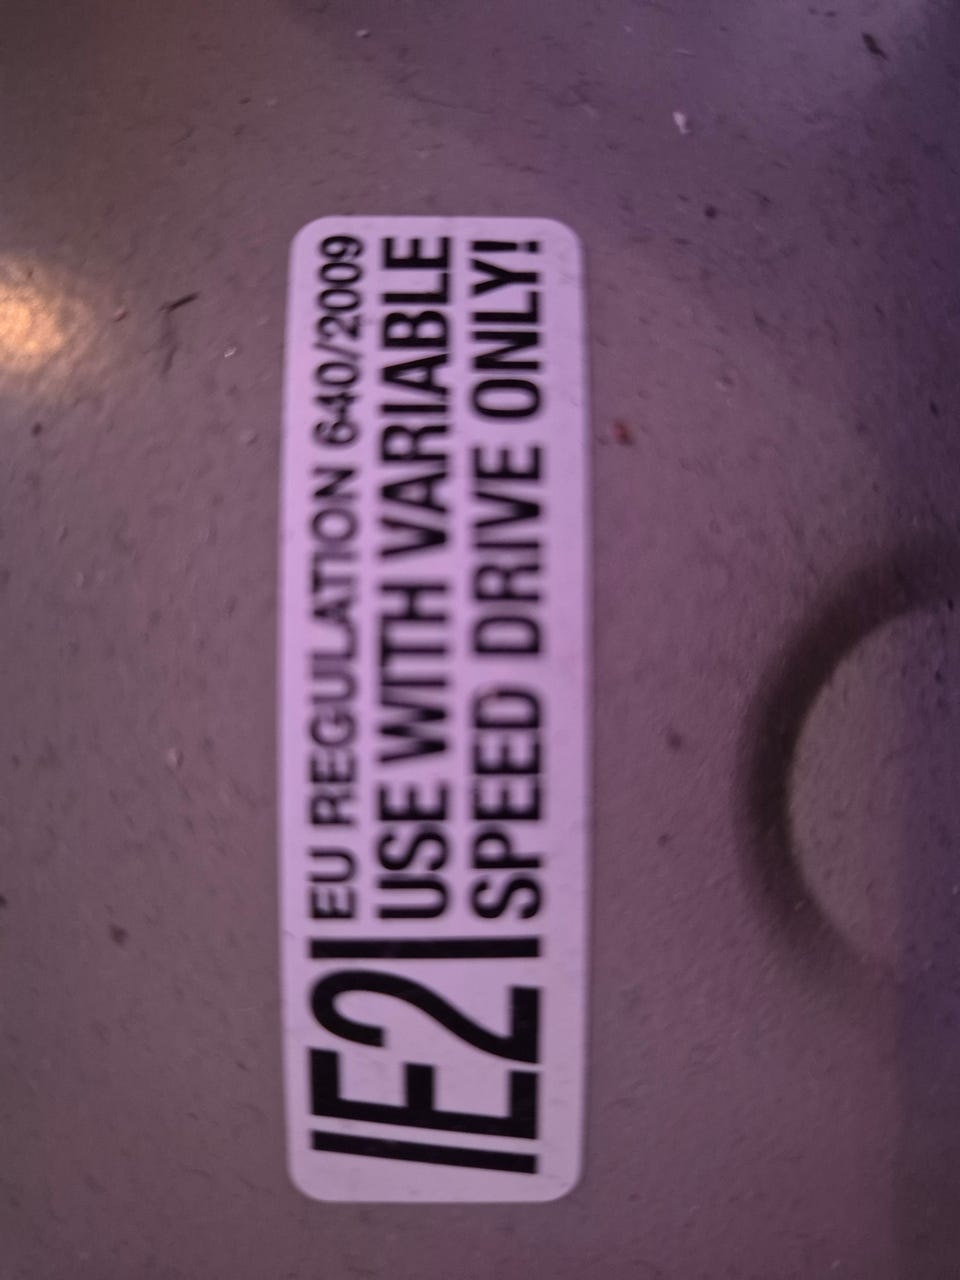 IE2
EU REGULATION 640/2009
USE WITH VARIABLE
SPEED DRIVE ONLY!